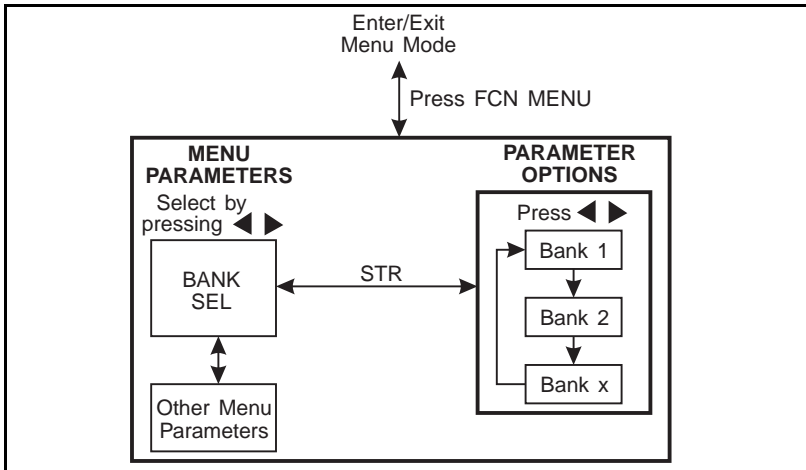 Enter/Exit
Menu Mode
Press FCN MENU
MENU
PARAMETERS
Select by
pressing
BANK
SEL
Other Menu
Parameters
STR
PARAMETER
OPTIONS
Press
Bank 1
Bank 2
Bank x